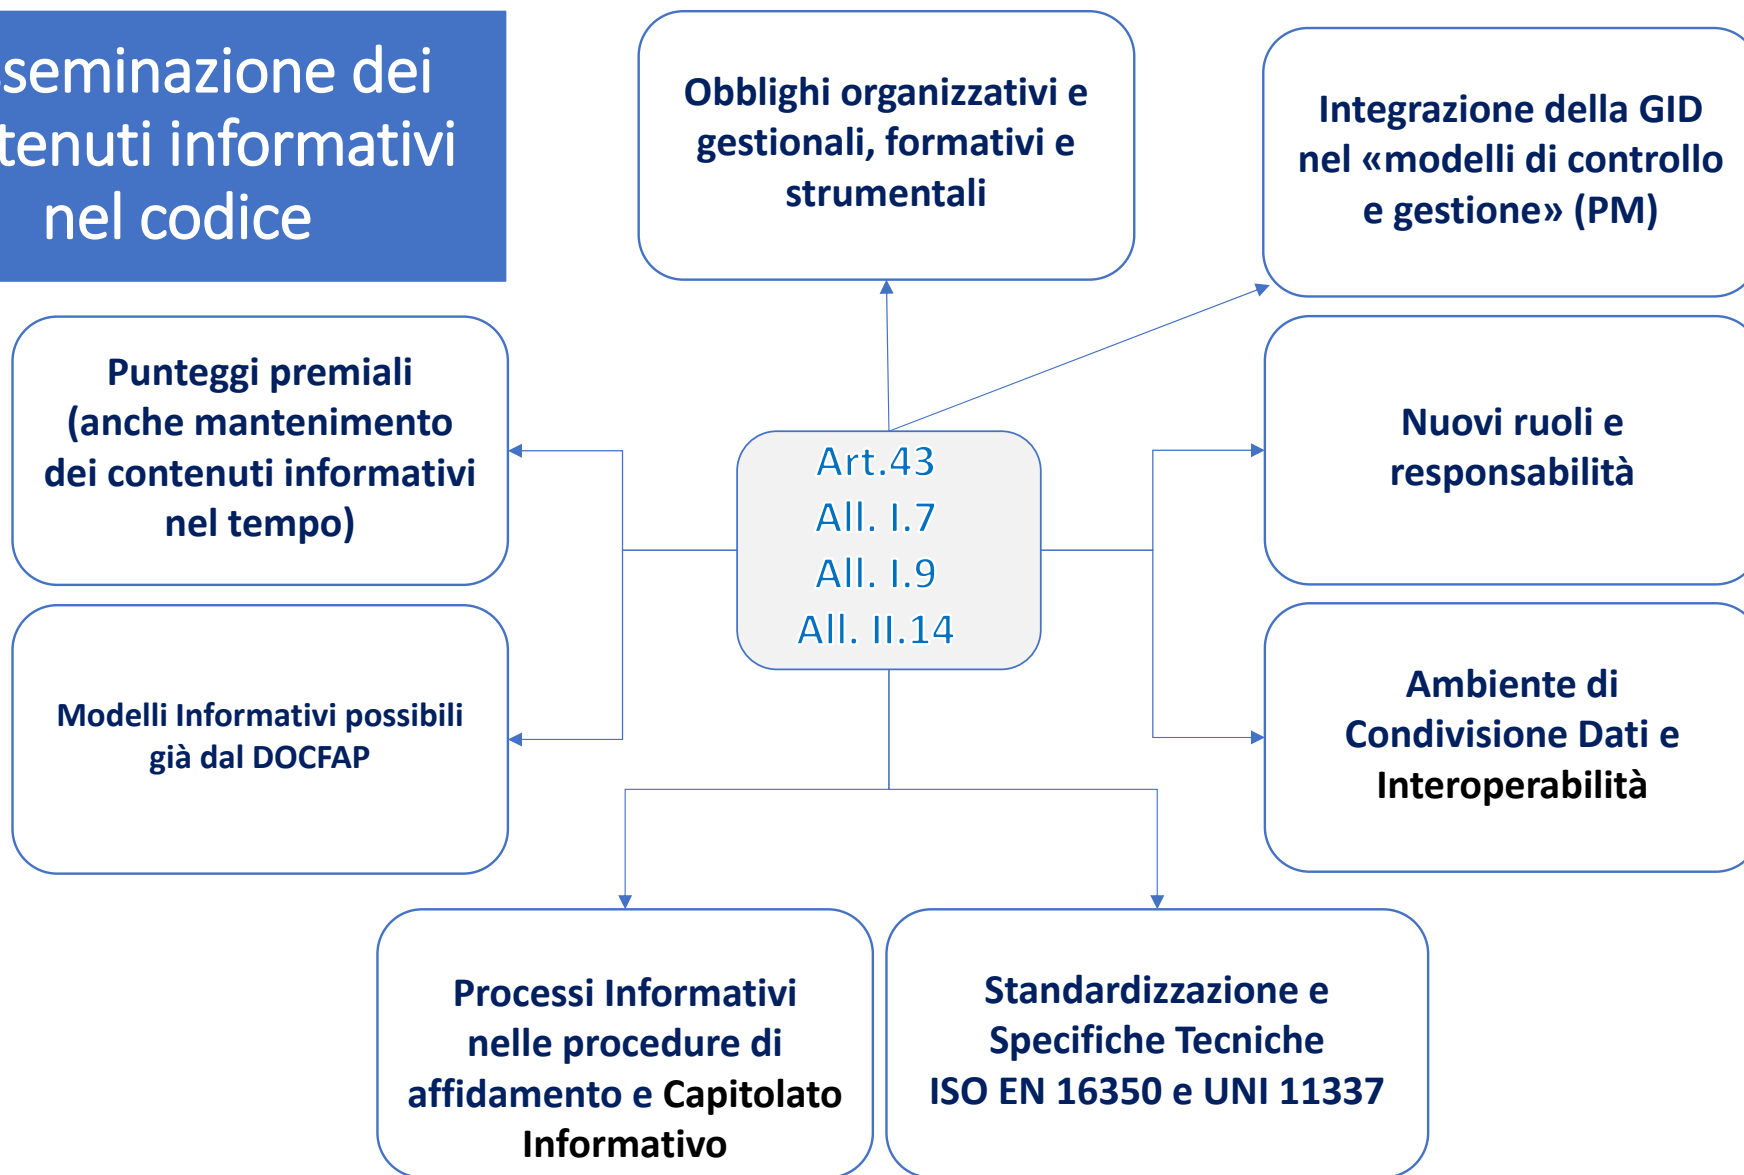 seminazione dei
tenuti informativi
nel codice
Obblighi organizzativi e
gestionali, formativi e
strumentali
Integrazione della GID
nel «modelli di controllo
e gestione» (PM)
Punteggi premiali
(anche mantenimento
dei contenuti informativi
nel tempo)
Art.43
All. I.7
All. I.9
All. II.14
Nuovi ruoli e
responsabilità
Modelli Informativi possibili
già dal DOCFAP
Ambiente di
Condivisione Dati e
Interoperabilità
Processi Informativi
nelle procedure di
affidamento e Capitolato
Informativo
Standardizzazione e
Specifiche Tecniche
ISO EN 16350 e UNI 11337